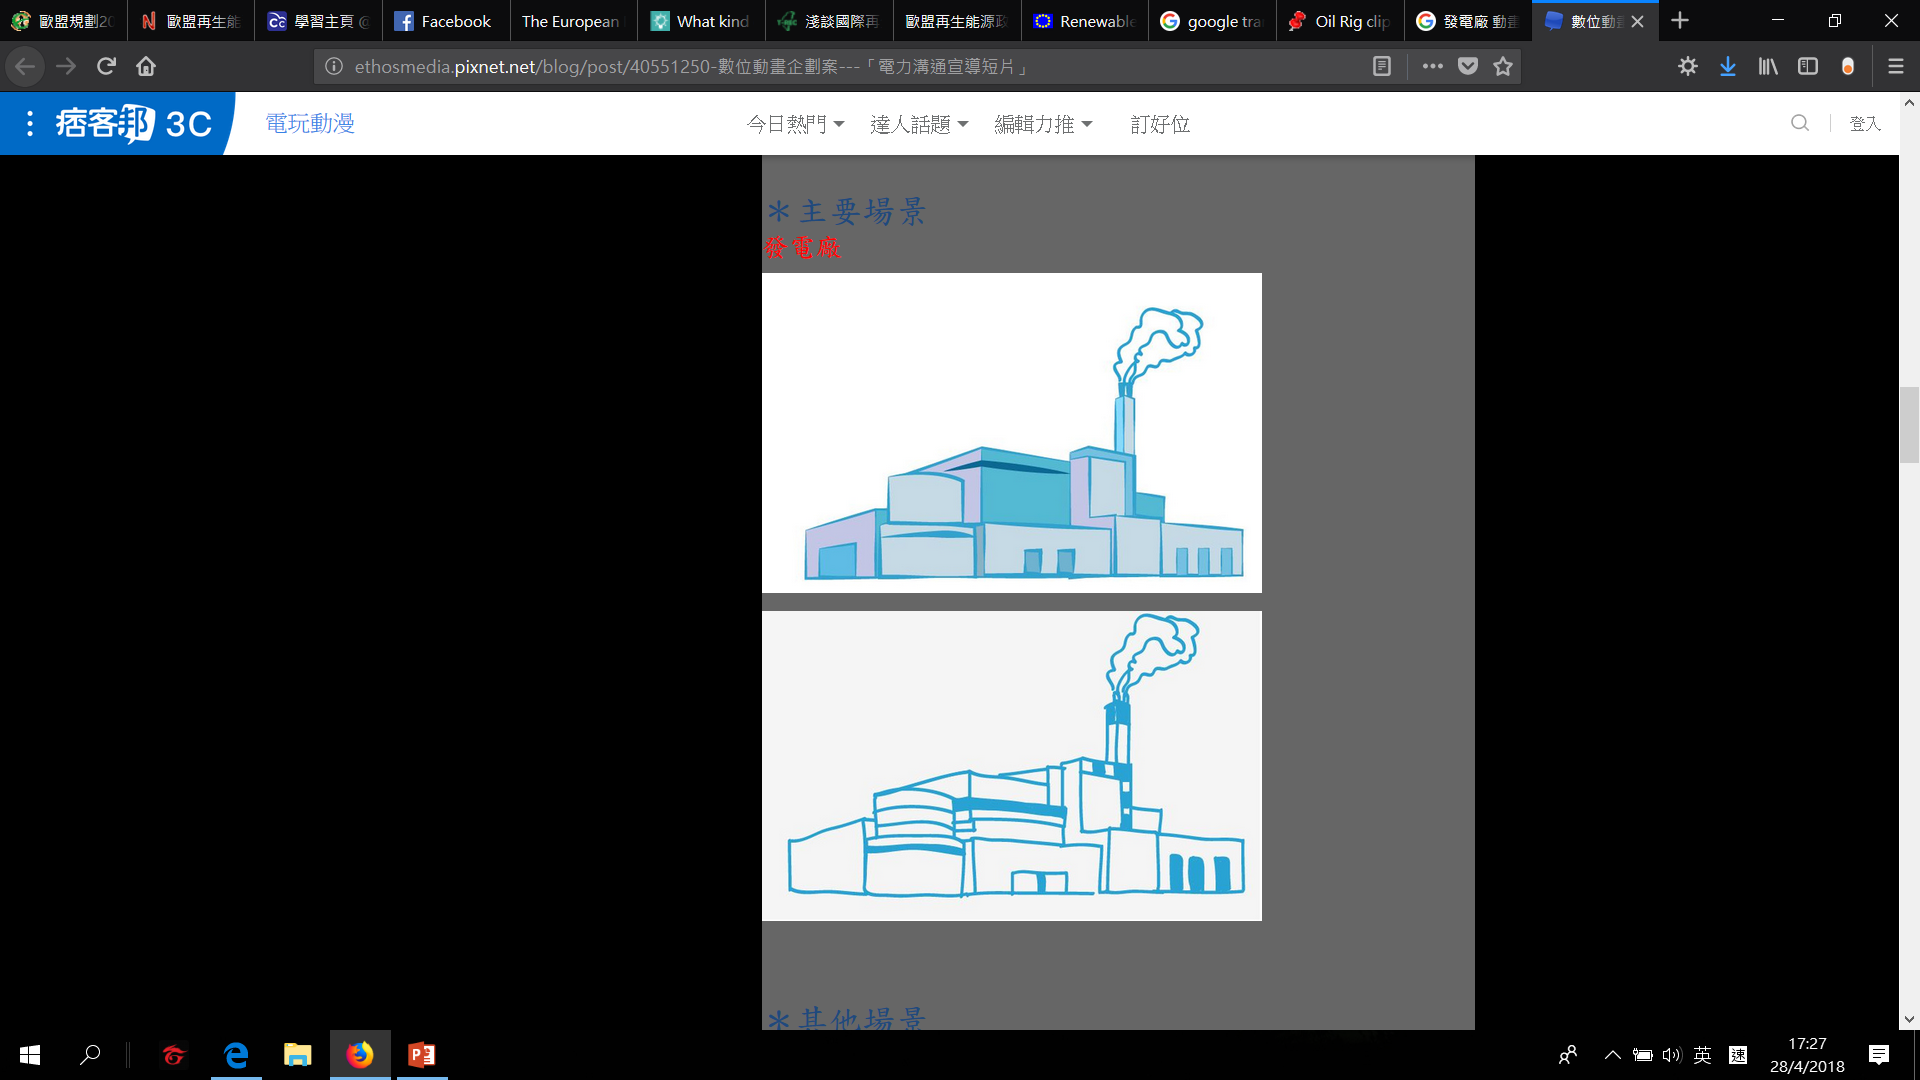 歐盟規劃20
歐盟再生能
學習主頁 @
Facebook
The European
What kind
淺談國際再
歐盟再生能源政
Renewable
google tra
Oil Rig clip
發電廠 動畫
數位動畫
ethosmedia.pixnet.net/blog/post/40551250-數位動畫企劃案---「電力溝通宣導短片」
痞客邦 3C
電玩動漫
今日熱門
達人話題
編輯力推
訂好位
登入
＊主要場景
發電廠
＊其他場景
英
速
17:27
28/4/2018